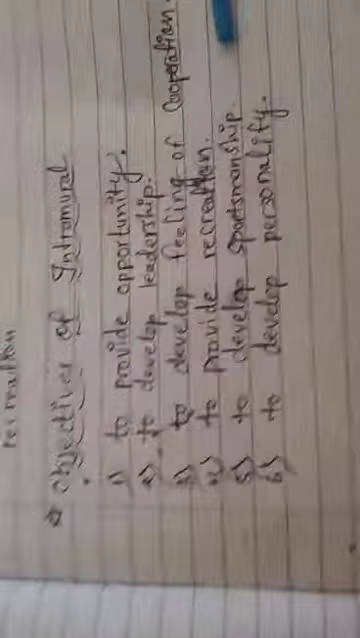 recreation
→ Objectives of Intramural
1) to provide opportunity.
2) to develop leadership.
3) to develop feeling of cooperation.
4) to provide recreation.
5) to develop sportsmanship.
6) to develop personality.